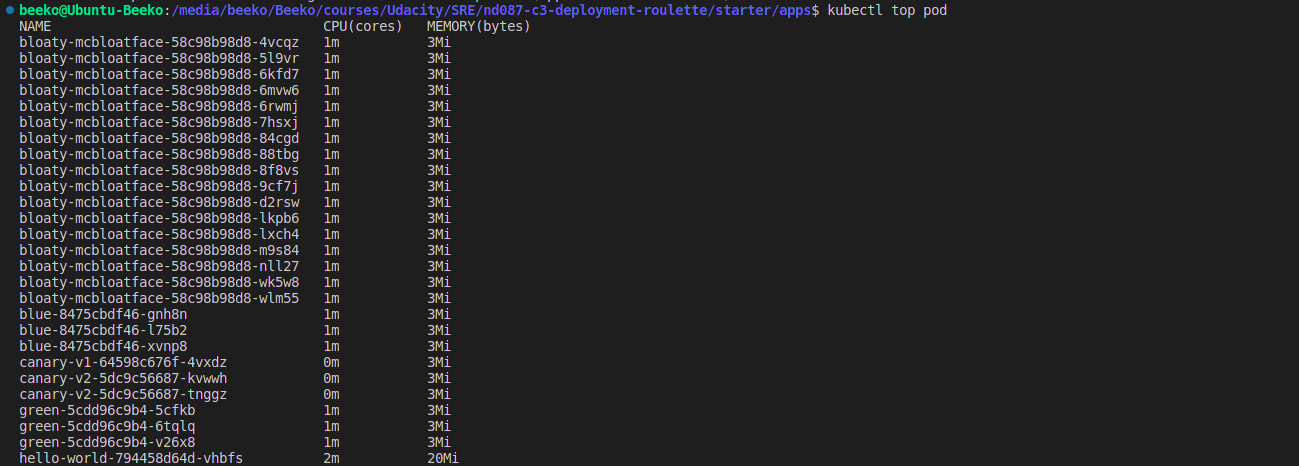 beeko@Ubuntu-Beeko:/media/beeko/Beeko/courses/Udacity/SRE/nd087-c3-deployment-roulette/starter/apps$ kubectl top pod
NAME CPU(cores) MEMORY(bytes)
bloaty-mcbloatface-58c98b98d8-4vcqz 1m 3Mi
bloaty-mcbloatface-58c98b98d8-5l9vr 1m 3Mi
bloaty-mcbloatface-58c98b98d8-6kfd7 1m 3Mi
bloaty-mcbloatface-58c98b98d8-6mvw6 1m 3Mi
bloaty-mcbloatface-58c98b98d8-6rwmj 1m 3Mi
bloaty-mcbloatface-58c98b98d8-7hsxj 1m 3Mi
bloaty-mcbloatface-58c98b98d8-84cgd 1m 3Mi
bloaty-mcbloatface-58c98b98d8-88tbg 1m 3Mi
bloaty-mcbloatface-58c98b98d8-8f8vs 1m 3Mi
bloaty-mcbloatface-58c98b98d8-9cf7j 1m 3Mi
bloaty-mcbloatface-58c98b98d8-d2rsw 1m 3Mi
bloaty-mcbloatface-58c98b98d8-lkpb6 1m 3Mi
bloaty-mcbloatface-58c98b98d8-lxch4 1m 3Mi
bloaty-mcbloatface-58c98b98d8-m9s84 1m 3Mi
bloaty-mcbloatface-58c98b98d8-nll27 1m 3Mi
bloaty-mcbloatface-58c98b98d8-wk5w8 1m 3Mi
bloaty-mcbloatface-58c98b98d8-wlm55 1m 3Mi
blue-8475cbdf46-gnh8n 1m 3Mi
blue-8475cbdf46-l75b2 1m 3Mi
blue-8475cbdf46-xvnp8 1m 3Mi
canary-v1-64598c676f-4vxdz 0m 3Mi
canary-v2-5dc9c56687-kvwwh 0m 3Mi
canary-v2-5dc9c56687-tnggz 0m 3Mi
green-5cdd96c9b4-5cfkb 1m 3Mi
green-5cdd96c9b4-6tqlq 1m 3Mi
green-5cdd96c9b4-v26x8 1m 3Mi
hello-world-794458d64d-vhbfs 2m 20Mi